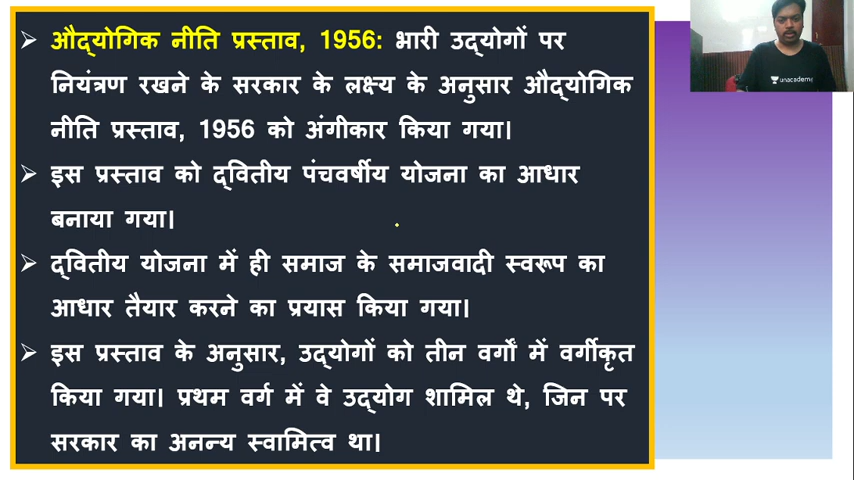 ➢ औद्योगिक नीति प्रस्ताव, 1956: भारी उद्योगों पर
नियंत्रण रखने के सरकार के लक्ष्य के अनुसार औद्योगिक
नीति प्रस्ताव, 1956 को अंगीकार किया गया।
➢ इस प्रस्ताव को द्वितीय पंचवर्षीय योजना का आधार
बनाया गया।
➢ द्वितीय योजना में ही समाज के समाजवादी स्वरूप का
आधार तैयार करने का प्रयास किया गया।
➢ इस प्रस्ताव के अनुसार, उद्योगों को तीन वर्गों में वर्गीकृत
किया गया। प्रथम वर्ग में वे उद्योग शामिल थे, जिन पर
सरकार का अनन्य स्वामित्व था।
unacademy